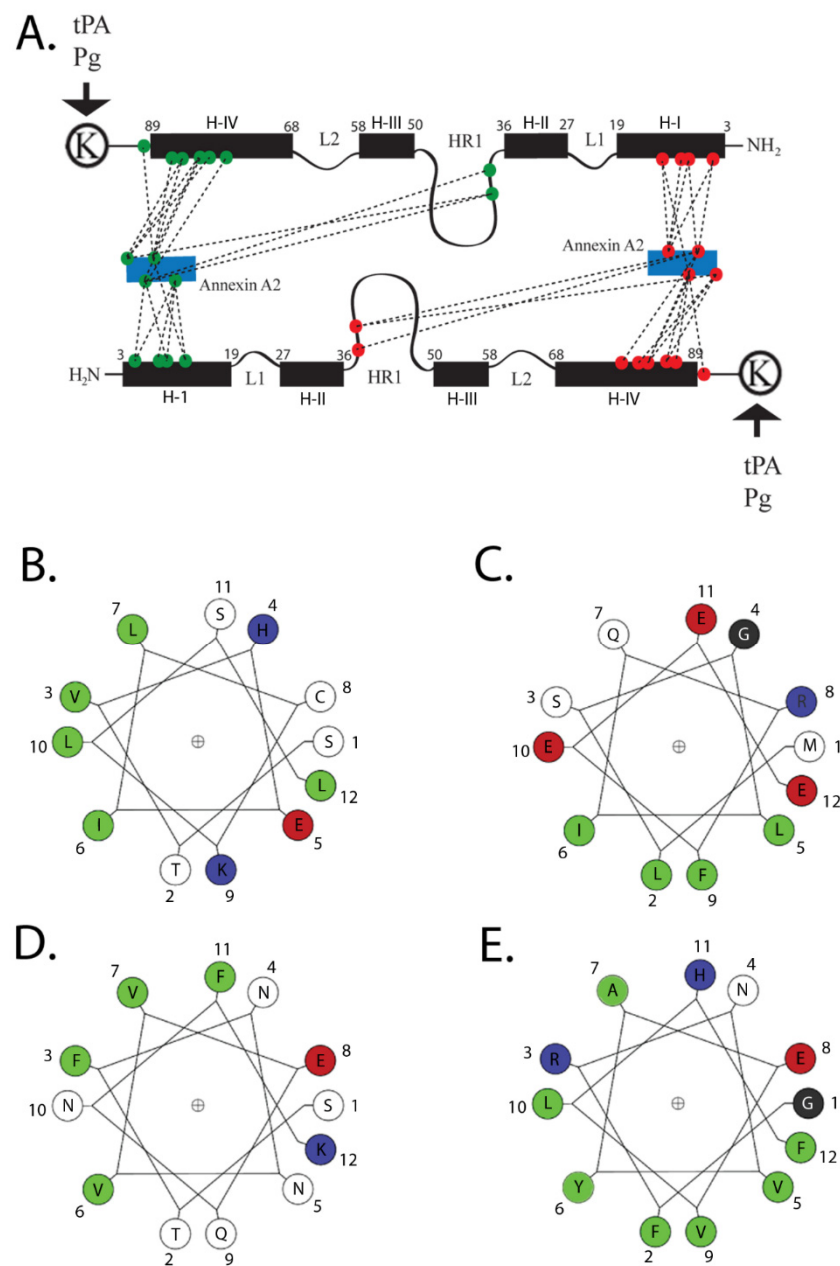 A.
tPA
Pg
K
89 H-IV 68 L2 58 H-III 50 HR1 36 H-II 27 L1 19 H-I 3 NH2
Annexin A2
Annexin A2
H2N 3 H-1 19 L1 27 H-II 36 HR1 50 H-III 58 L2 68 H-IV 89
K
tPA
Pg
B.
11 S
4 H
7 L
8 C
3 V
S 1
10 L
L 12
I 6
E 5
T 2
K 9
C.
11 E
4 G
7 Q
R 8
3 S
M 1
10 E
E 12
I 6
L 5
L 2
F 9
D.
11 F
4 N
7 V
E 8
3 F
S 1
10 N
K 12
V 6
N 5
T 2
Q 9
E.
11 H
4 N
7 A
E 8
3 R
G 1
10 L
F 12
Y 6
V 5
F 2
V 9